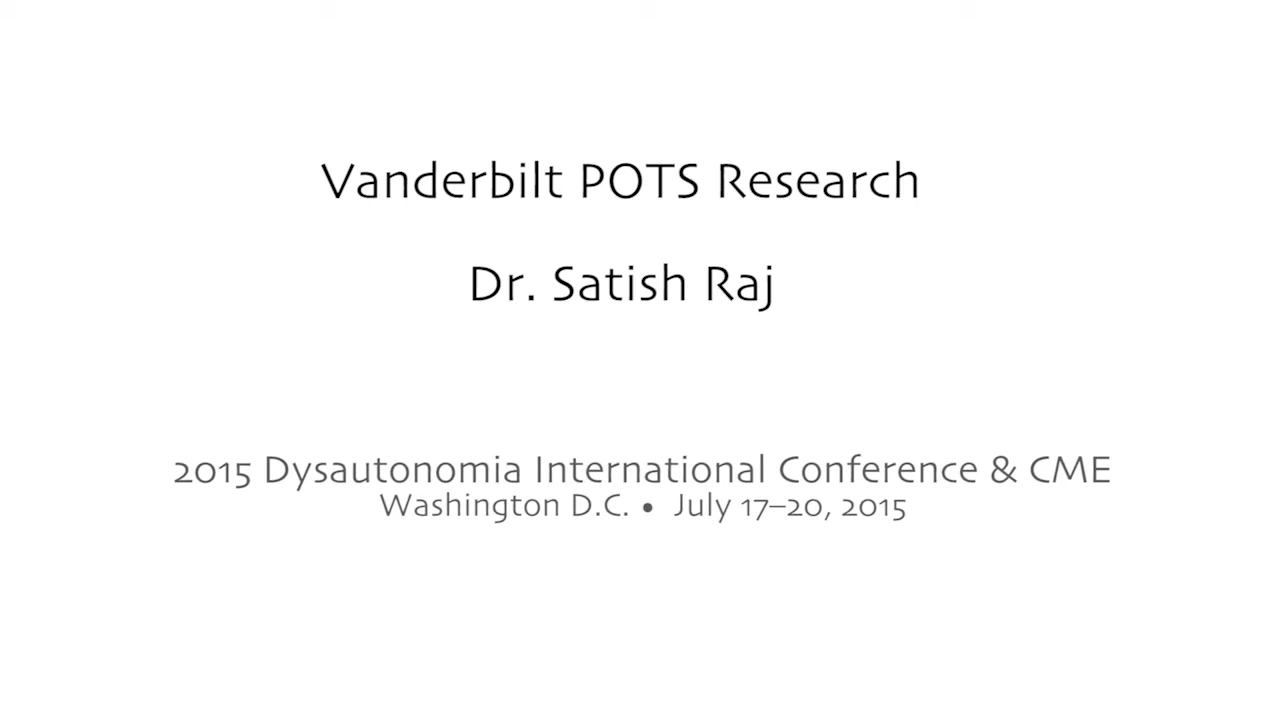 Vanderbilt POTS Research
Dr. Satish Raj
2015 Dysautonomia International Conference & CME
Washington D.C. • July 17–20, 2015